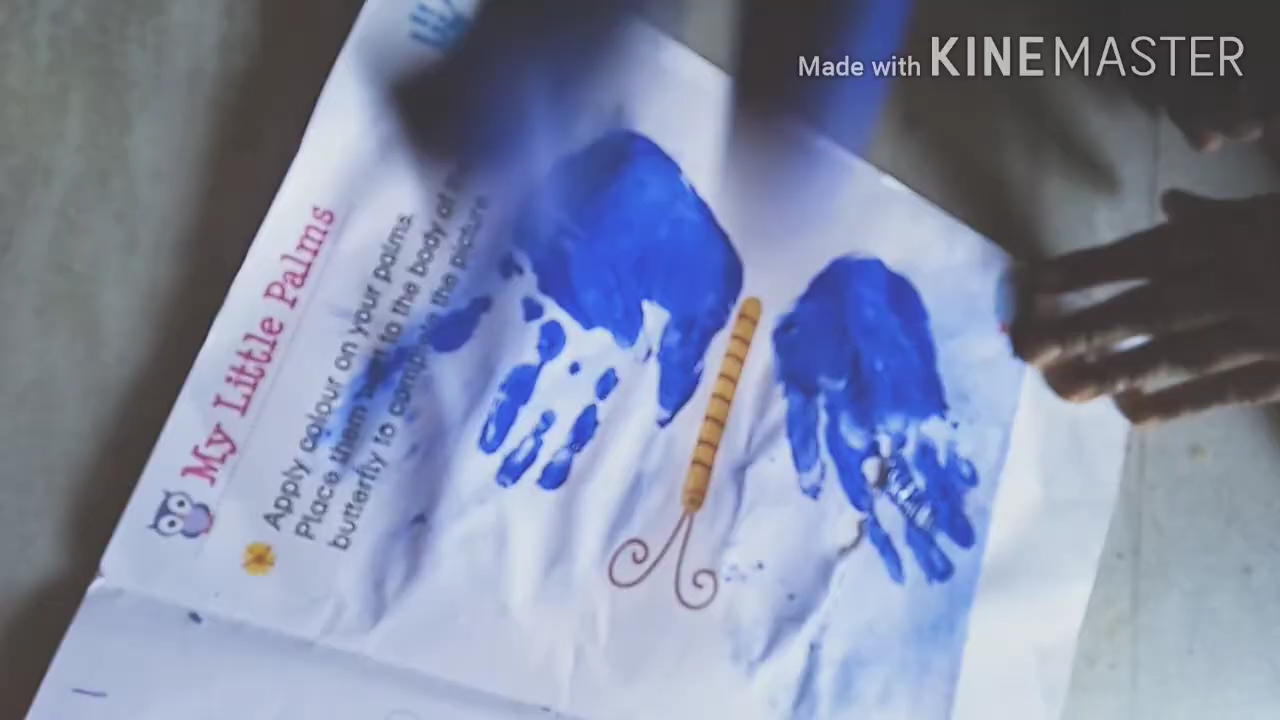 Made with KINEMASTER
My Little Palms
Apply colour on your palms.
Place them to the body of
butterfly to complete the picture.